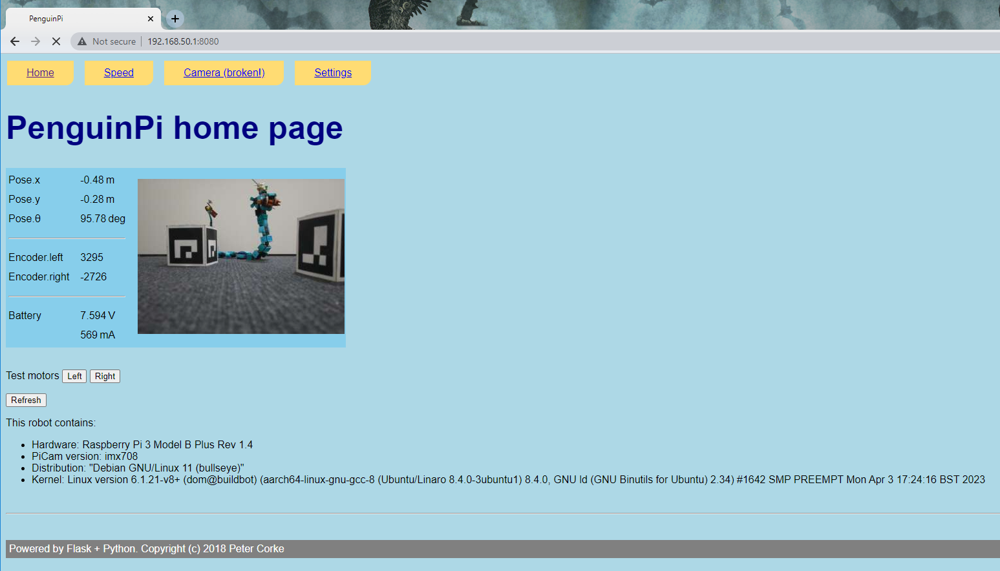 PenguinPi
Not secure
192.168.50.1:8080
Home
Speed
Camera (broken!)
Settings
PenguinPi home page
Pose.x -0.48 m
Pose.y -0.28 m
Pose.θ 95.78 deg
Encoder.left 3295
Encoder.right -2726
Battery 7.594 V
569 mA
Test motors Left Right
Refresh
This robot contains:
Hardware: Raspberry Pi 3 Model B Plus Rev 1.4
PiCam version: imx708
Distribution: "Debian GNU/Linux 11 (bullseye)"
Kernel: Linux version 6.1.21-v8+ (dom@buildbot) (aarch64-linux-gnu-gcc-8 (Ubuntu/Linaro 8.4.0-3ubuntu1) 8.4.0, GNU ld (GNU Binutils for Ubuntu) 2.34) #1642 SMP PREEMPT Mon Apr 3 17:24:16 BST 2023
Powered by Flask + Python. Copyright (c) 2018 Peter Corke